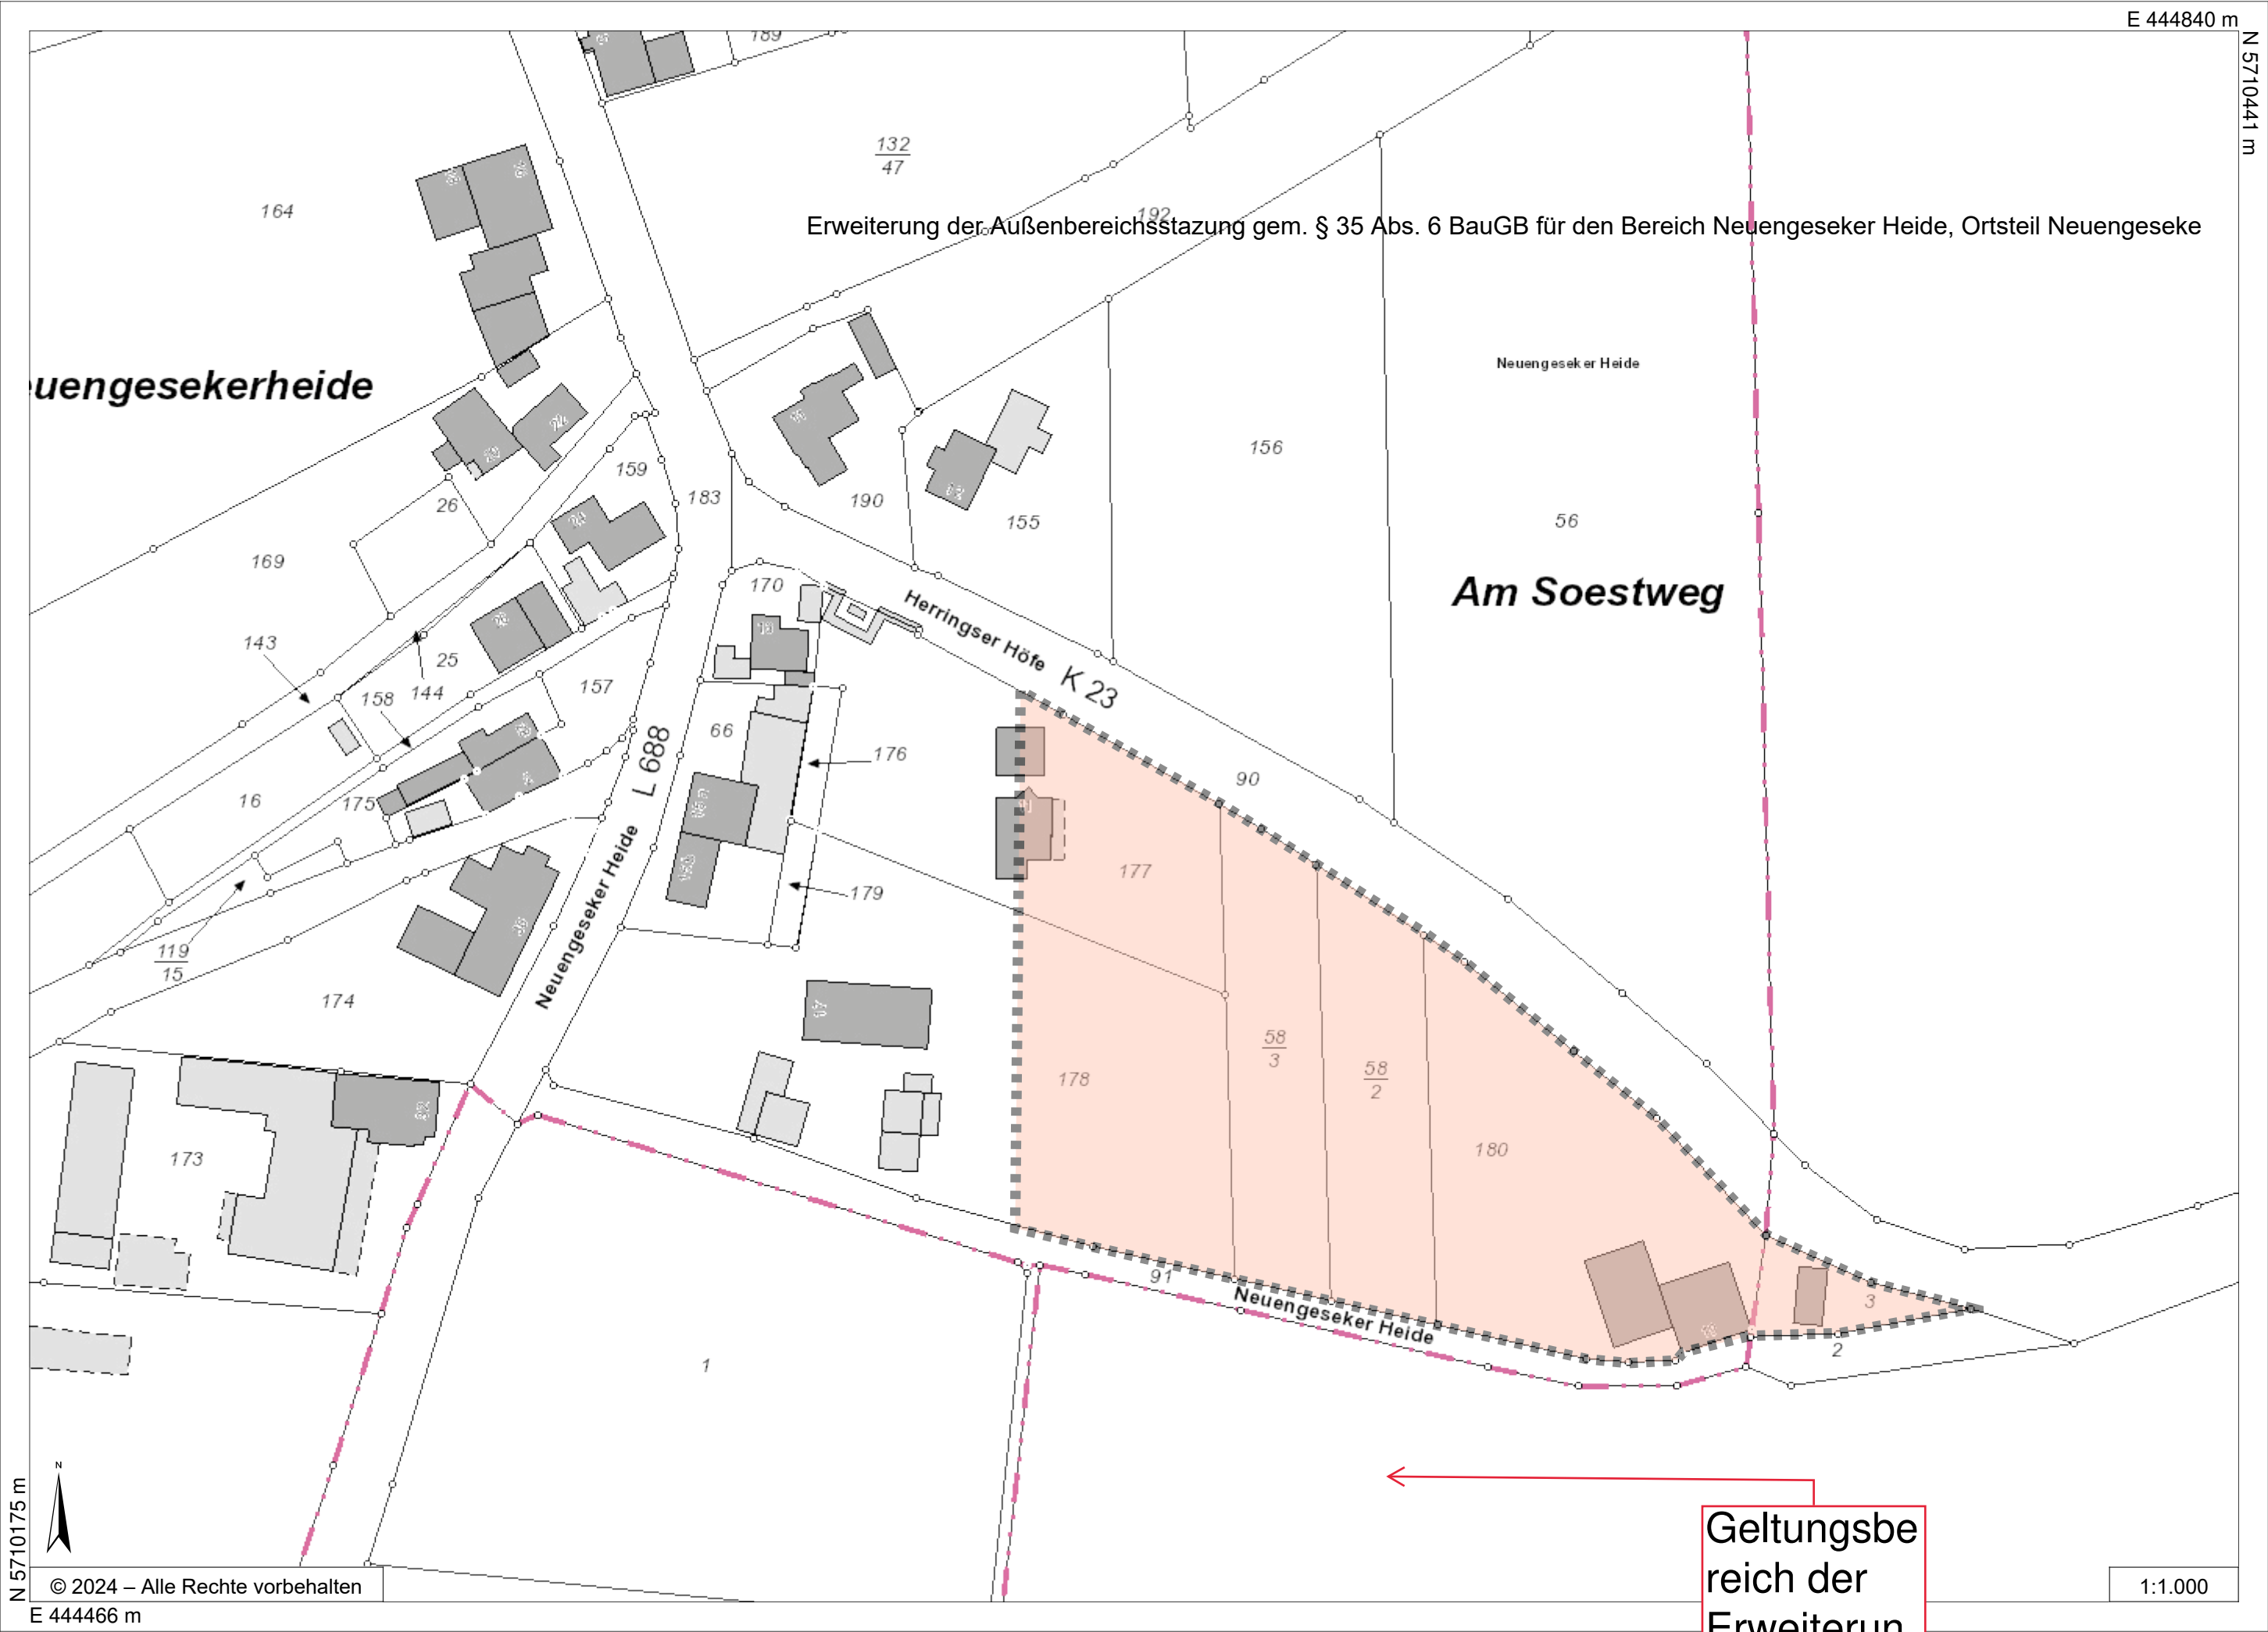 E 444840 m
N 5710441 m
189
132
47
164
192
Erweiterung der Außenbereichsstazung gem. § 35 Abs. 6 BauGB für den Bereich Neuengeseker Heide, Ortsteil Neuengeseke
Neuengeseker Heide
euengesekerheide
156
159
183
190
155
26
56
169
Am Soestweg
170
Herringser Höfe
K 23
143
25
144
158
157
66
L 688
176
90
16
175
177
179
Neuengeseker Heide
119
15
174
58
3
58
2
178
180
173
91
Neuengeseker Heide
3
2
1
N
N 5710175 m
© 2024 – Alle Rechte vorbehalten
E 444466 m
Geltungsbe
reich der
Erweiterun
1:1.000